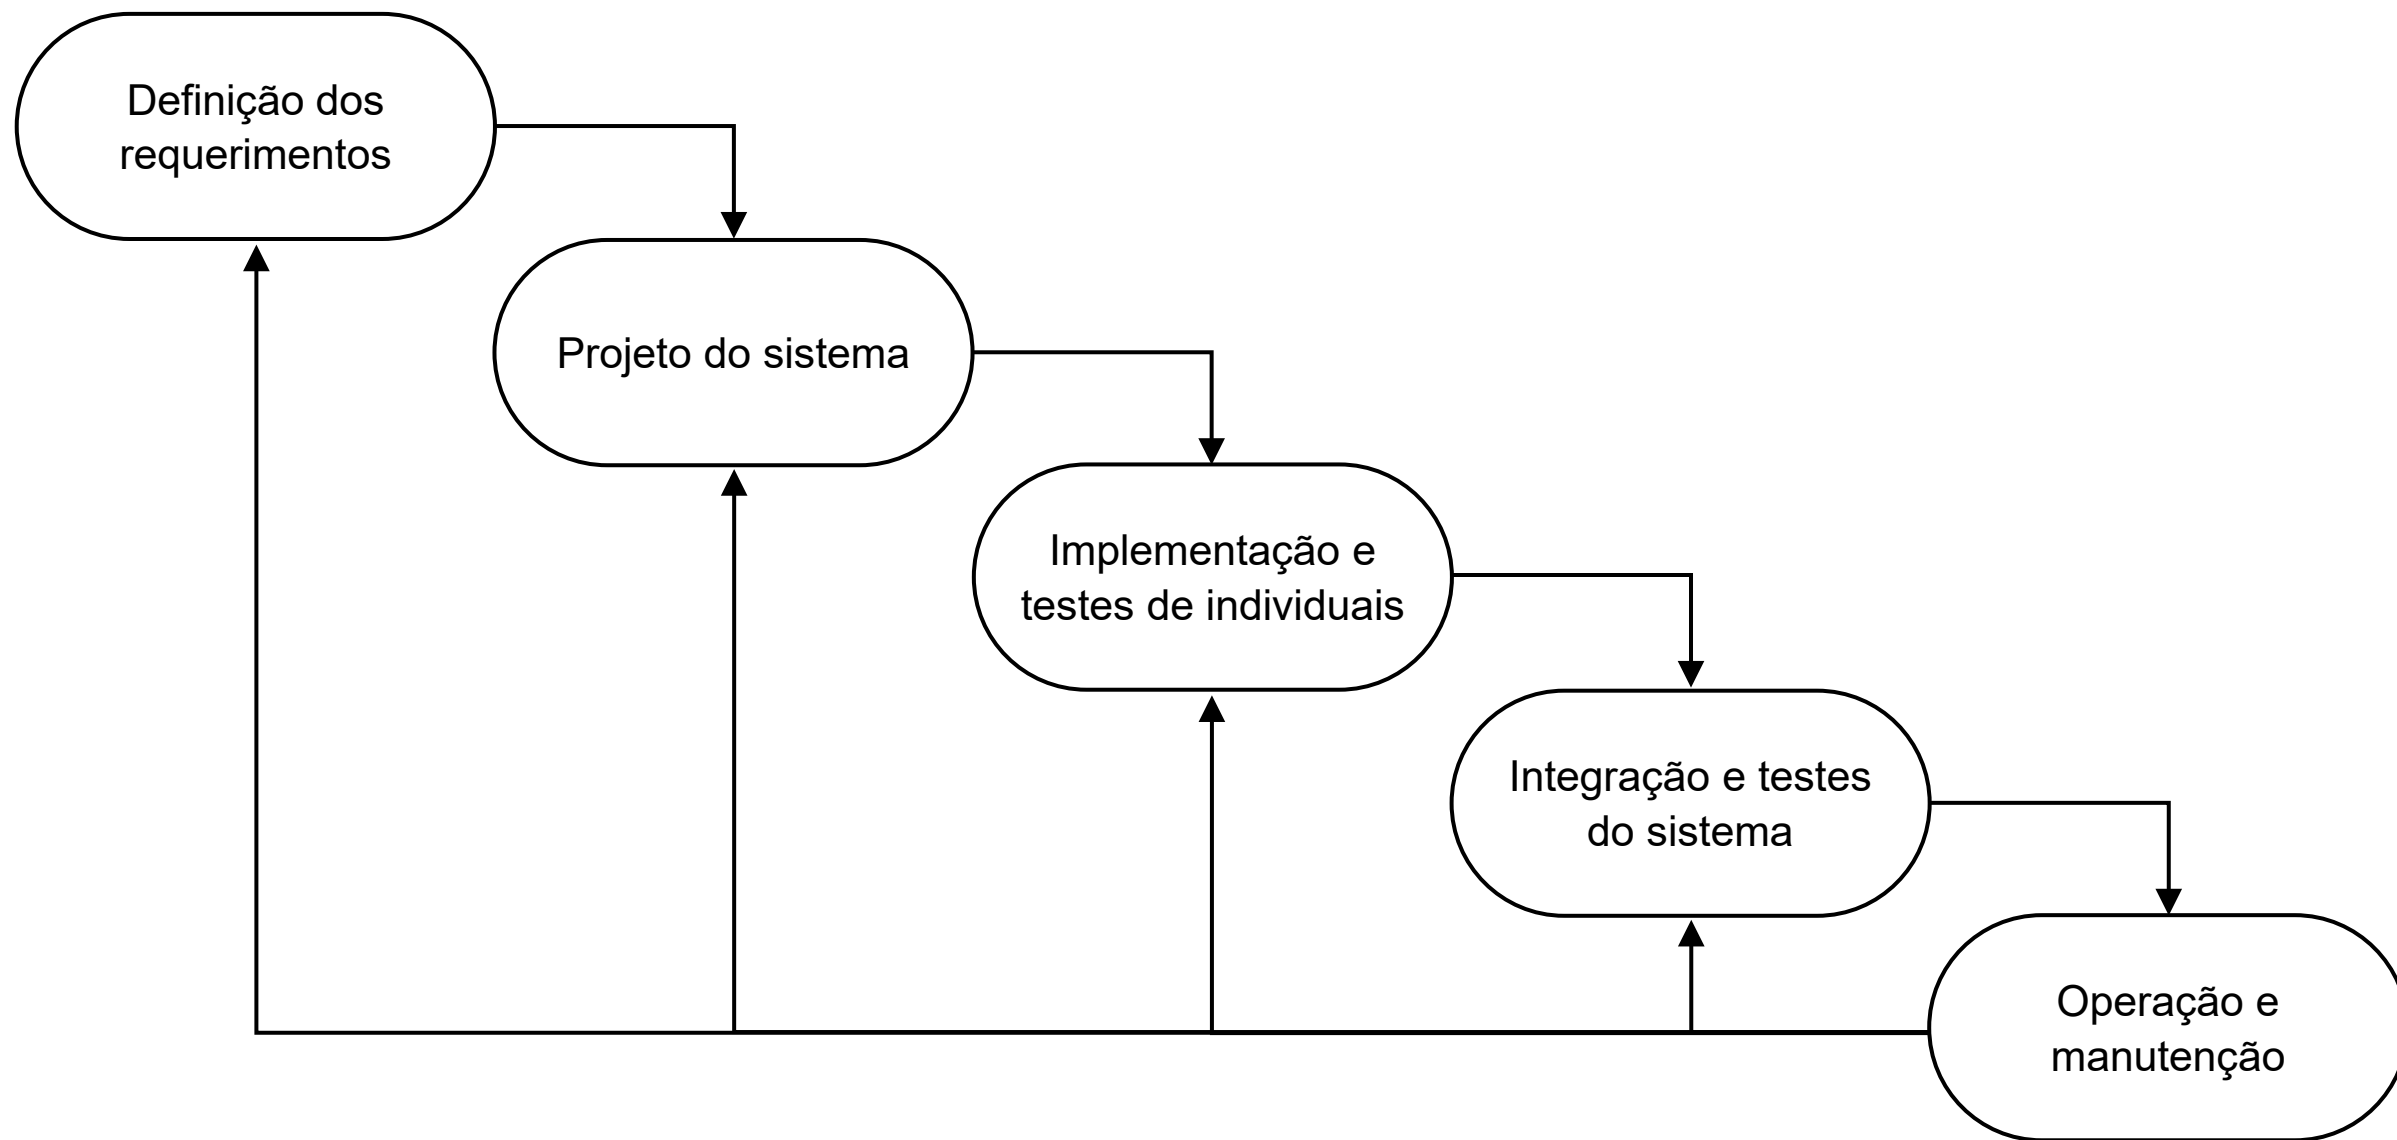 Definição dos
requerimentos
Projeto do sistema
Implementação e
testes de individuais
Integração e testes
do sistema
Operação e
manutenção